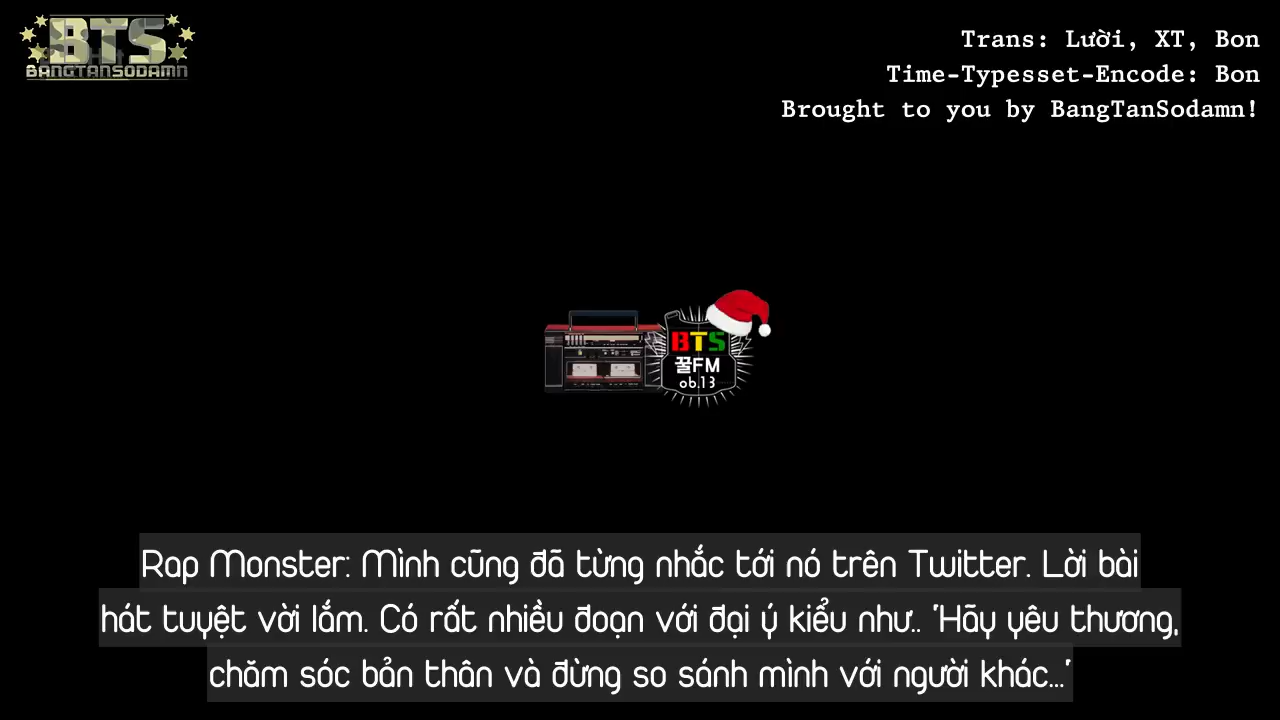 BTS
BANGTANSODAMN
Trans: Lười, XT, Bon
Time-Typesset-Encode: Bon
Brought to you by BangTanSodamn!
BTS
꿀FM
06.13
Rap Monster: Mình cũng đã từng nhắc tới nó trên Twitter. Lời bài
hát tuyệt vời lắm. Có rất nhiều đoạn với đại ý kiểu như.. 'Hãy yêu thương,
chăm sóc bản thân và đừng so sánh mình với người khác...'